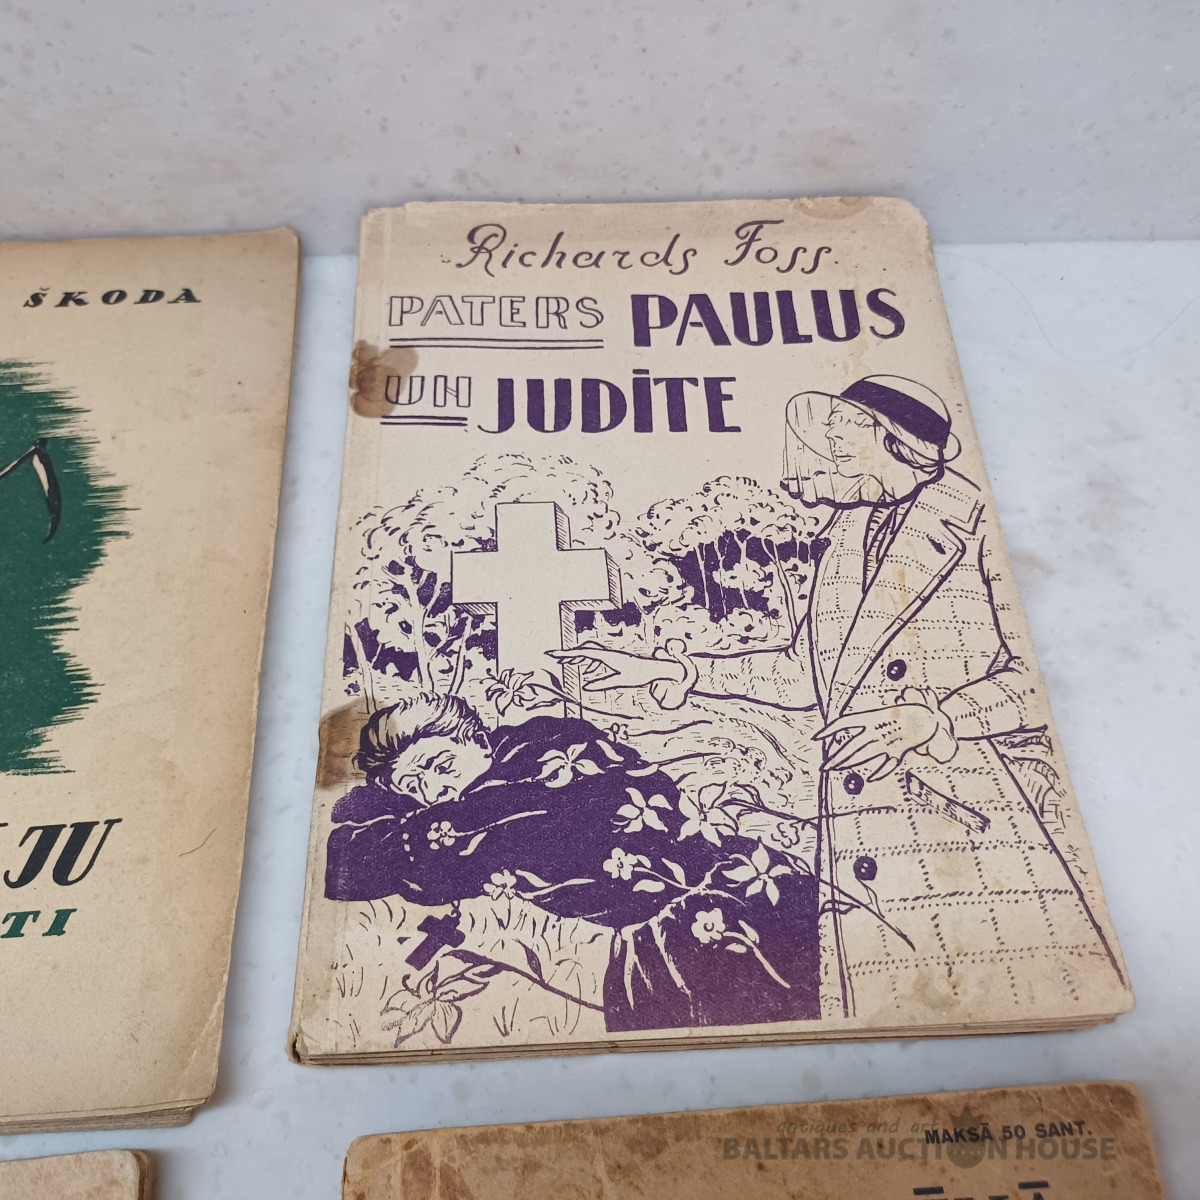 ŠKODA
JU
TI
Richards Foss.
PATERS PAULUS
UN JUDITE
MAKSĀ 50 SANT.
antiques and art
BALTARS AUCTION HOUSE